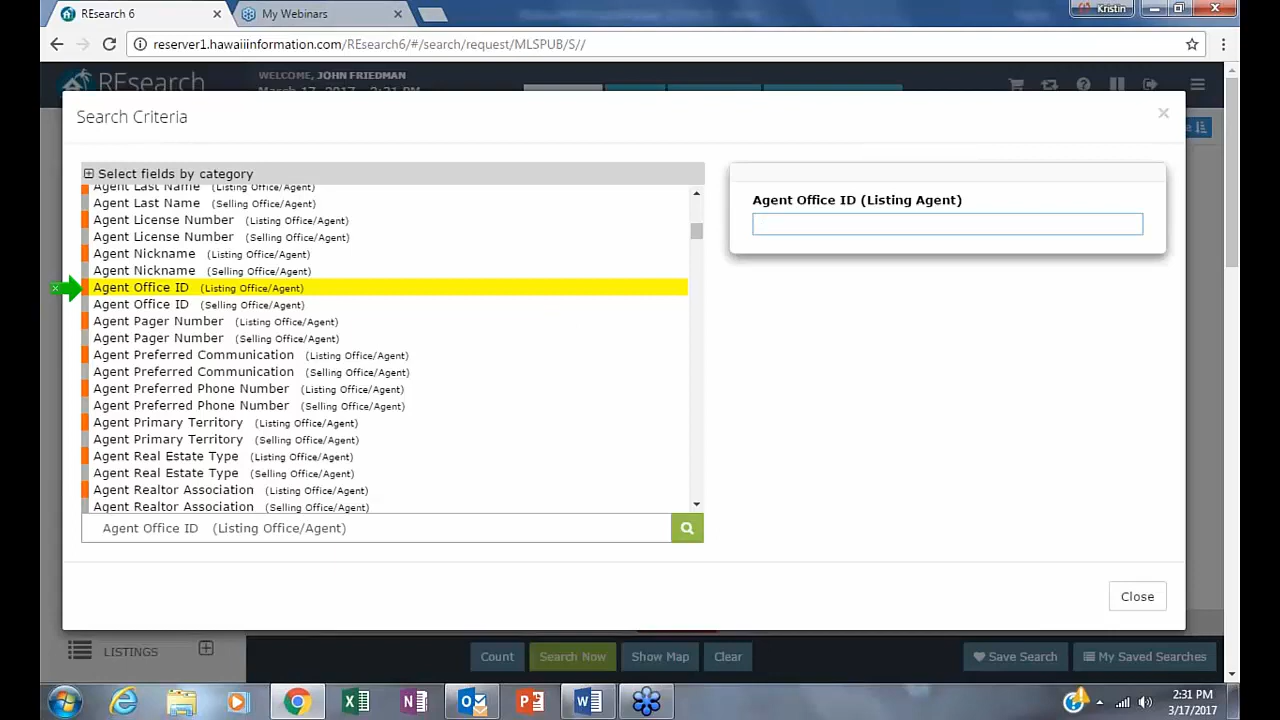 REsearch 6
My Webinars
Kristin
reserver1.hawaiiinformation.com/REsearch6/#/search/request/MLSPUB/S//
REsearch
WELCOME, JOHN FRIEDMAN
March 17, 2017 - 2:31 PM
Search Criteria
Select fields by category
Agent Last Name (Listing Office/Agent)
Agent Last Name (Selling Office/Agent)
Agent License Number (Listing Office/Agent)
Agent License Number (Selling Office/Agent)
Agent Nickname (Listing Office/Agent)
Agent Nickname (Selling Office/Agent)
Agent Office ID (Listing Office/Agent)
Agent Office ID (Selling Office/Agent)
Agent Pager Number (Listing Office/Agent)
Agent Pager Number (Selling Office/Agent)
Agent Preferred Communication (Listing Office/Agent)
Agent Preferred Communication (Selling Office/Agent)
Agent Preferred Phone Number (Listing Office/Agent)
Agent Preferred Phone Number (Selling Office/Agent)
Agent Primary Territory (Listing Office/Agent)
Agent Primary Territory (Selling Office/Agent)
Agent Real Estate Type (Listing Office/Agent)
Agent Real Estate Type (Selling Office/Agent)
Agent Realtor Association (Listing Office/Agent)
Agent Realtor Association (Selling Office/Agent)
Agent Office ID (Listing Office/Agent)
Agent Office ID (Listing Agent)
Close
LISTINGS
Count
Search Now
Show Map
Clear
Save Search
My Saved Searches
2:31 PM
3/17/2017